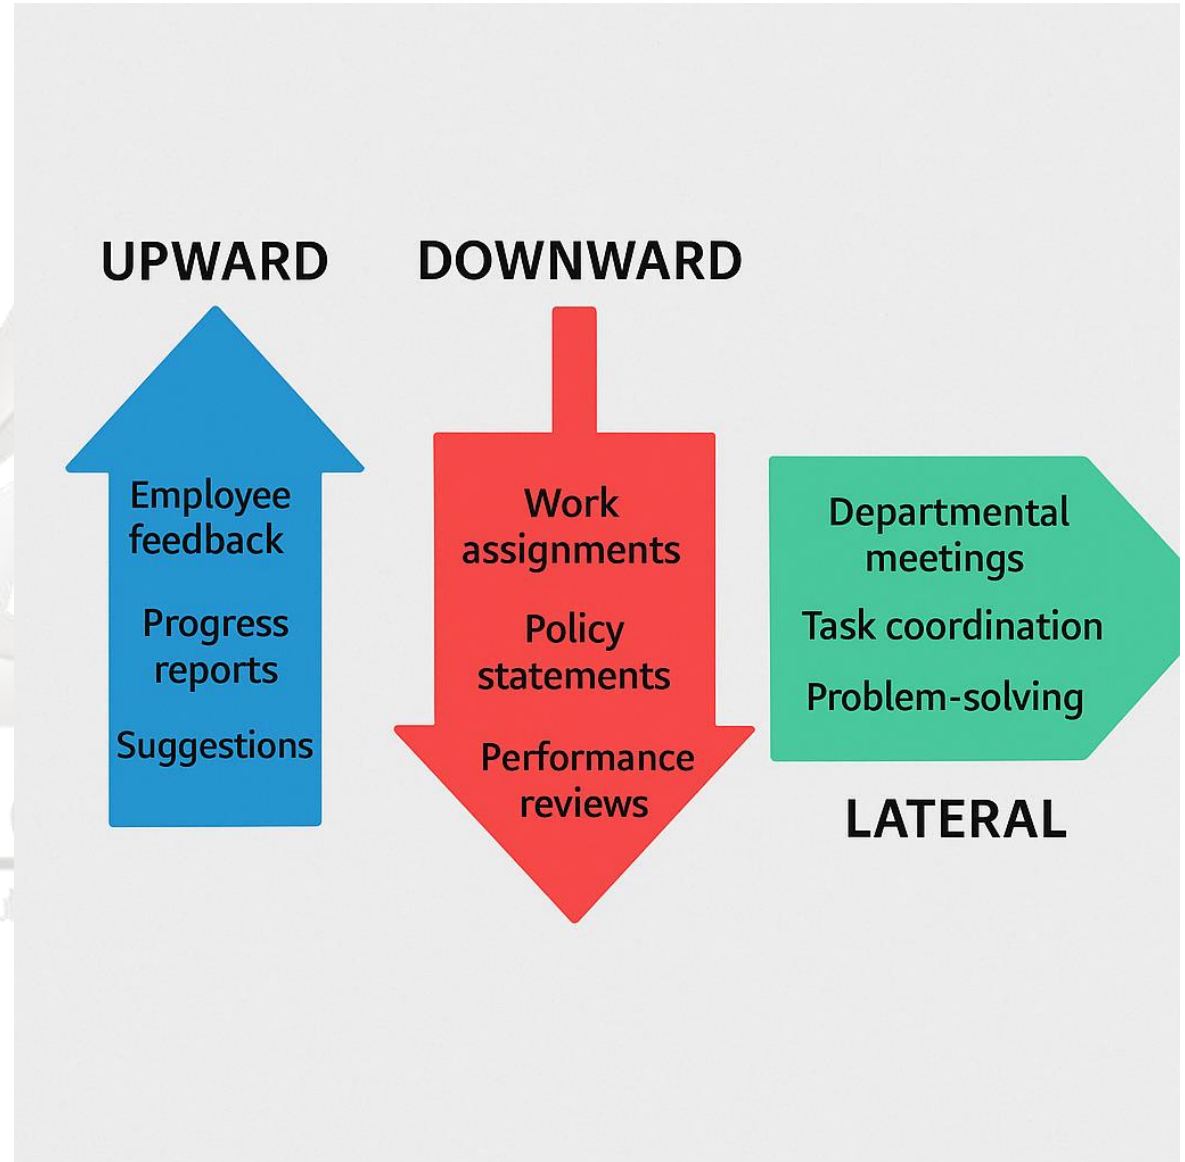 UPWARD
Employee
feedback
Progress
reports
Suggestions
DOWNWARD
Work
assignments
Policy
statements
Performance
reviews
Departmental
meetings
Task coordination
Problem-solving
LATERAL